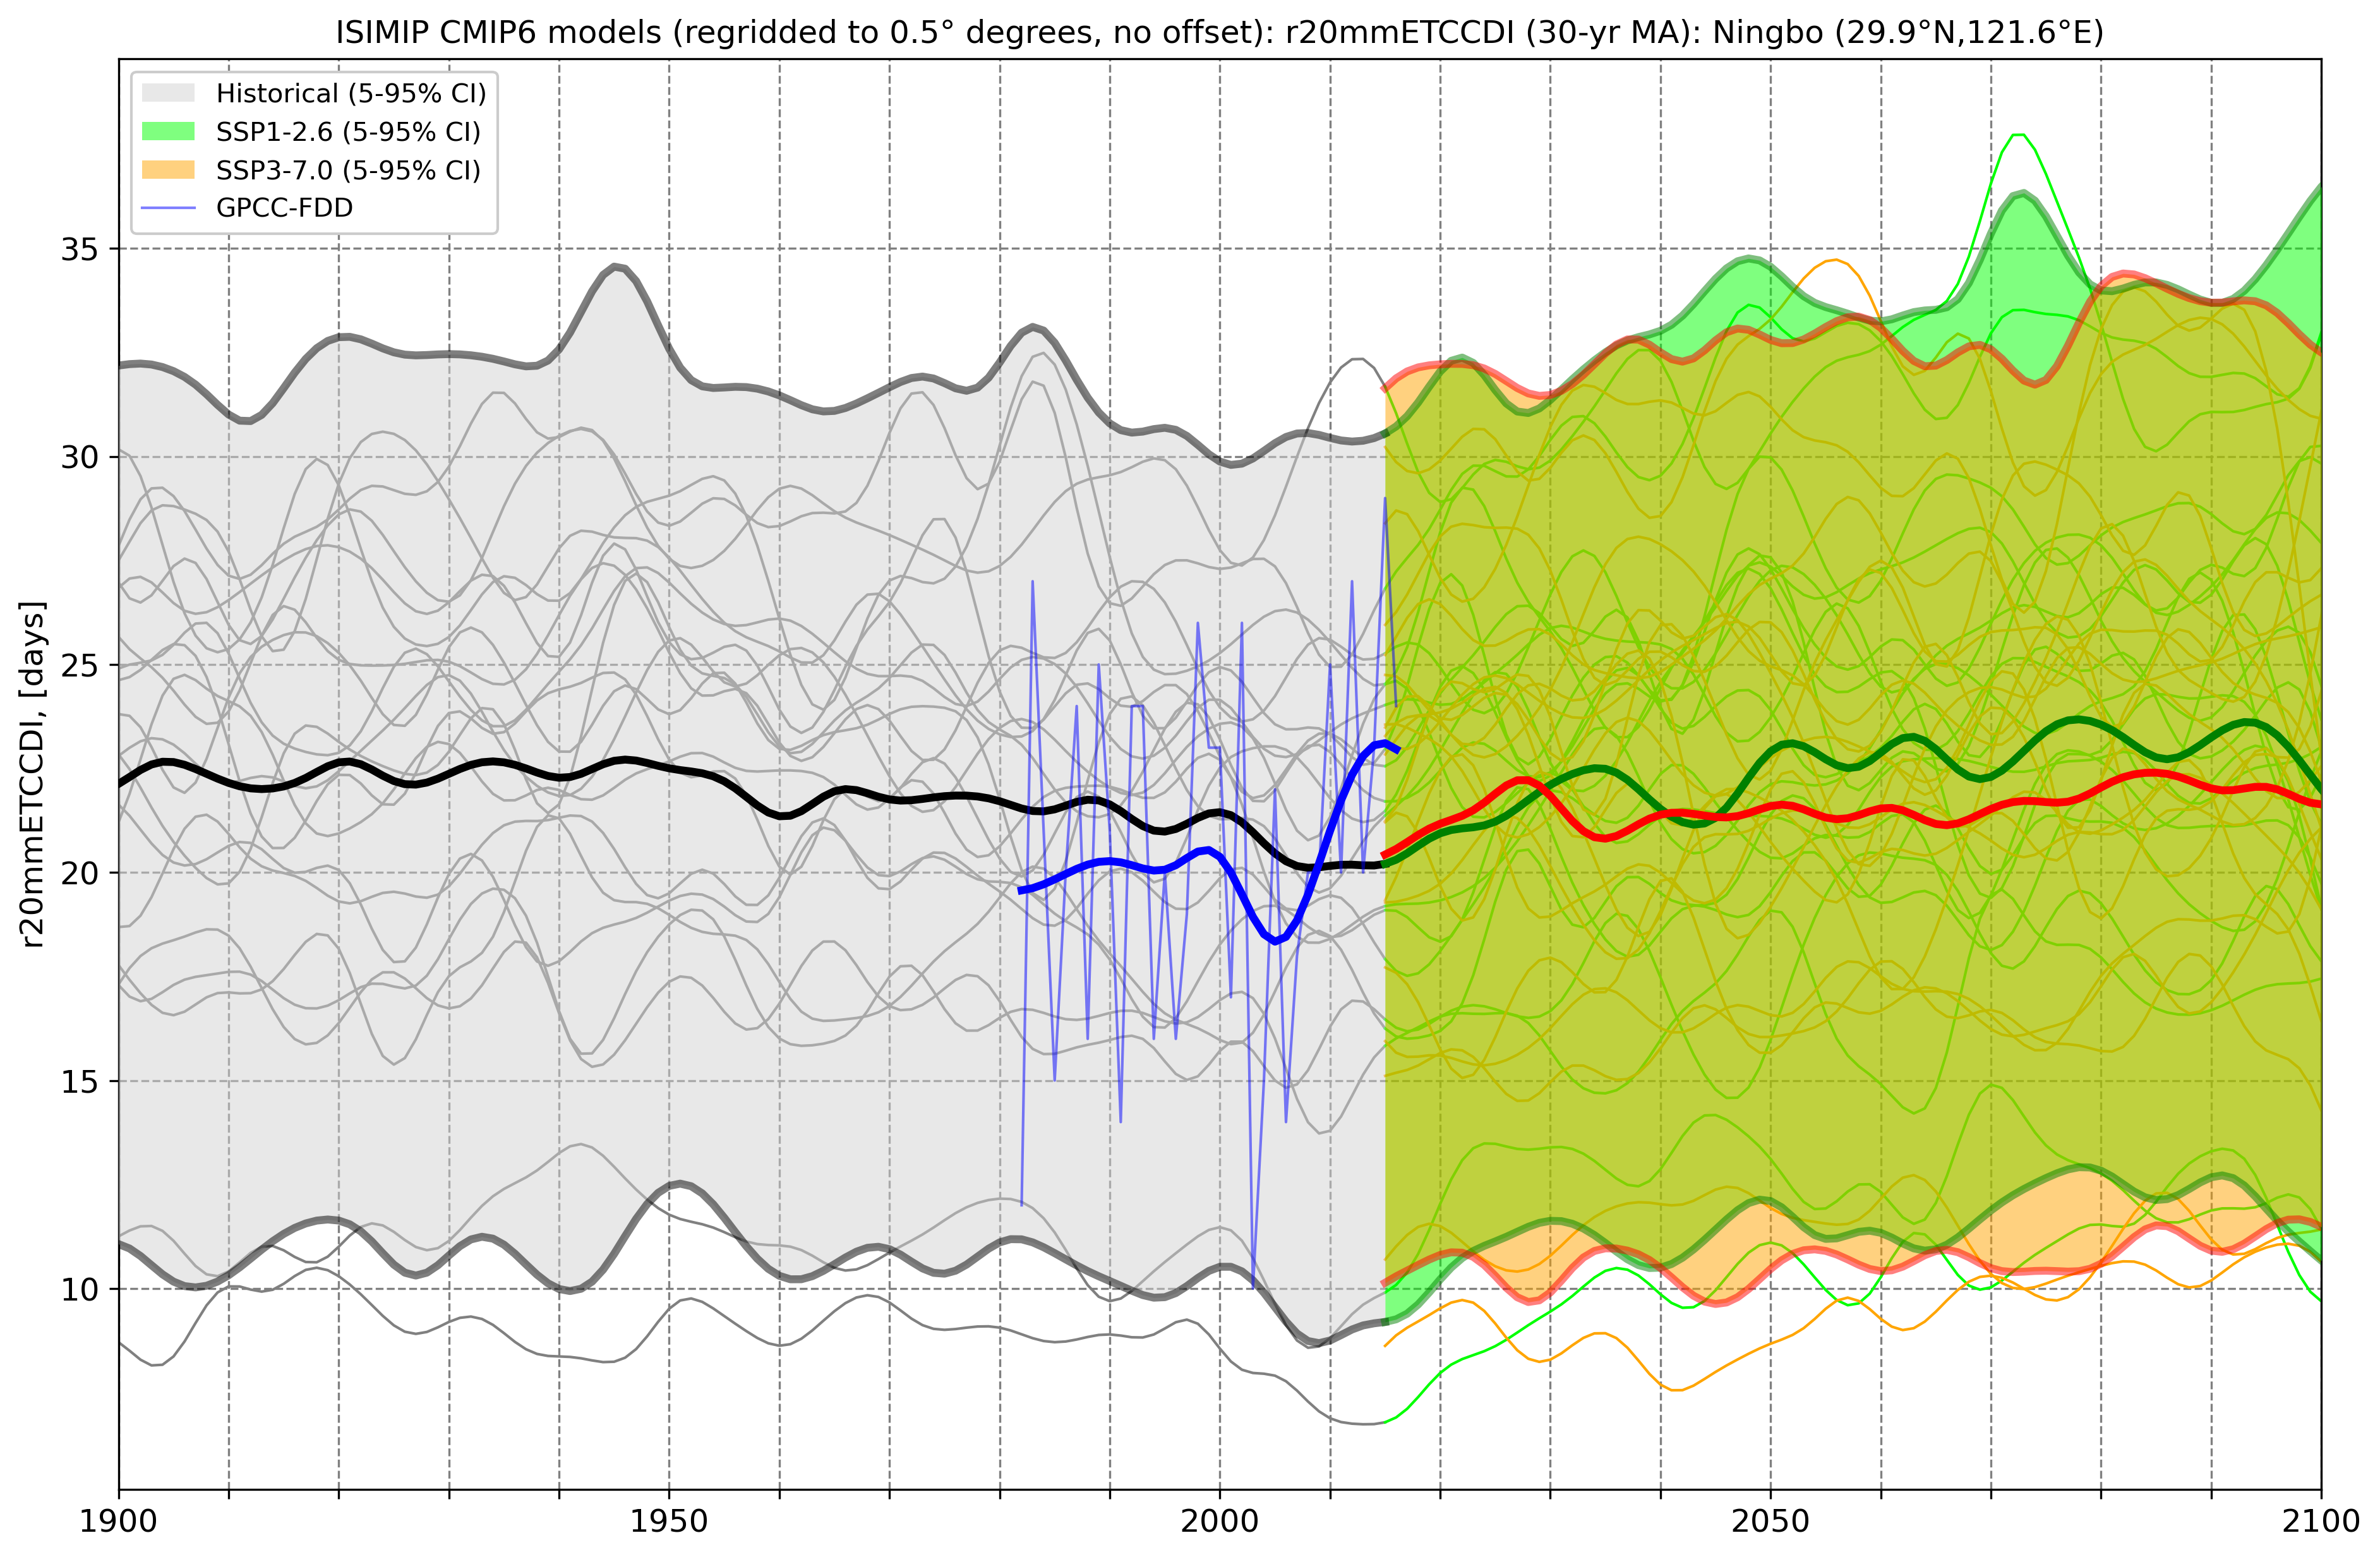 ISIMIP CMIP6 models (regridded to 0.5° degrees, no offset): r20mmETCCDI (30-yr MA): Ningbo (29.9°N,121.6°E)
Historical (5-95% CI)
SSP1-2.6 (5-95% CI)
SSP3-7.0 (5-95% CI)
GPCC-FDD
r20mmETCCDI, [days]
35
30
25
20
15
10
1900
1950
2000
2050
2100